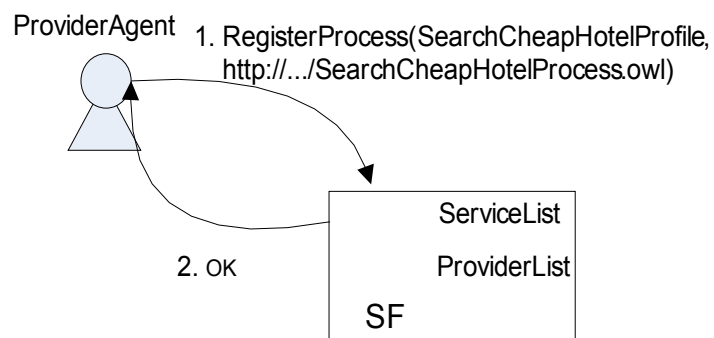 ProviderAgent
1. RegisterProcess(SearchCheapHotelProfile,
http://.../SearchCheapHotelProcess.owl)
ServiceList
2. OK
ProviderList
SF